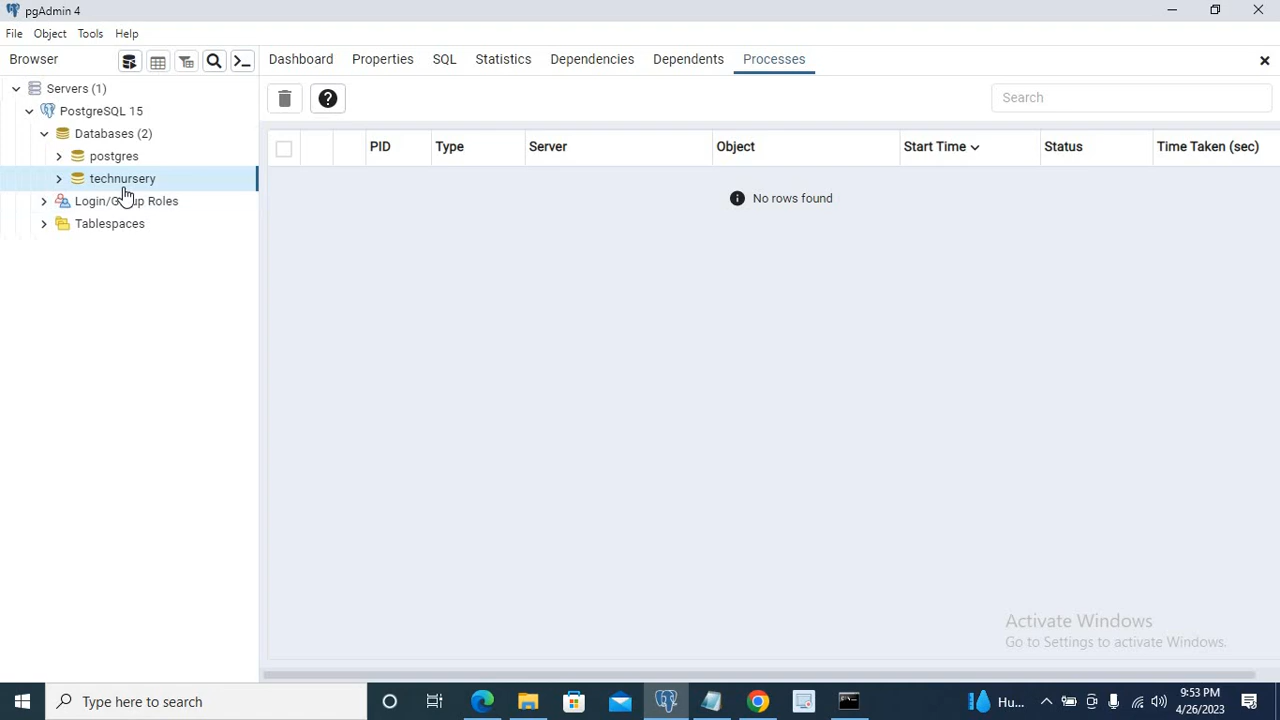 pgAdmin 4
File Object Tools Help
Browser
Dashboard Properties SQL Statistics Dependencies Dependents Processes
Servers (1)
PostgreSQL 15
Databases (2)
postgres
technursery
Login/Group Roles
Tablespaces
Search
PID Type Server Object Start Time Status Time Taken (sec)
No rows found
Activate Windows
Go to Settings to activate Windows.
Type here to search
Hu...
9:53 PM
4/26/2023